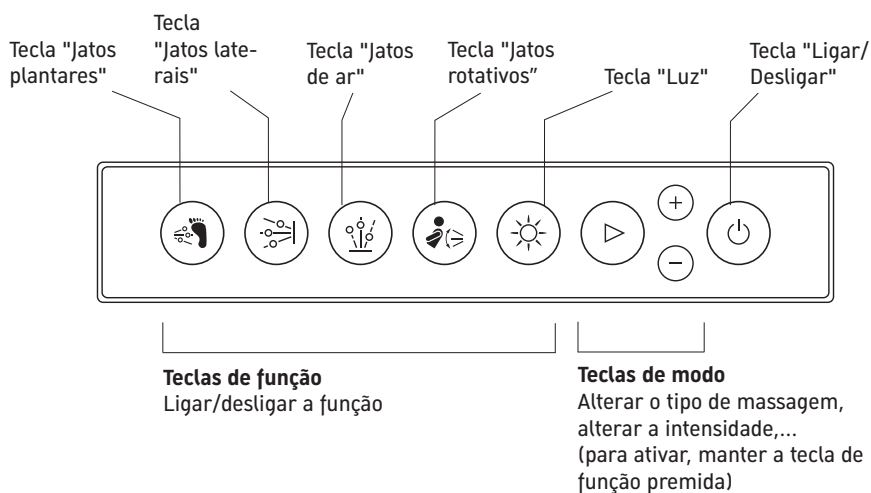 Tecla "Jatos
plantares"
Tecla
"Jatos late-
rais"
Tecla "Jatos
de ar"
Tecla "Jatos
rotativos”
Tecla "Luz"
Tecla "Ligar/
Desligar"
Teclas de função
Ligar/desligar a função
Teclas de modo
Alterar o tipo de massagem,
alterar a intensidade,...
(para ativar, manter a tecla de
função premida)